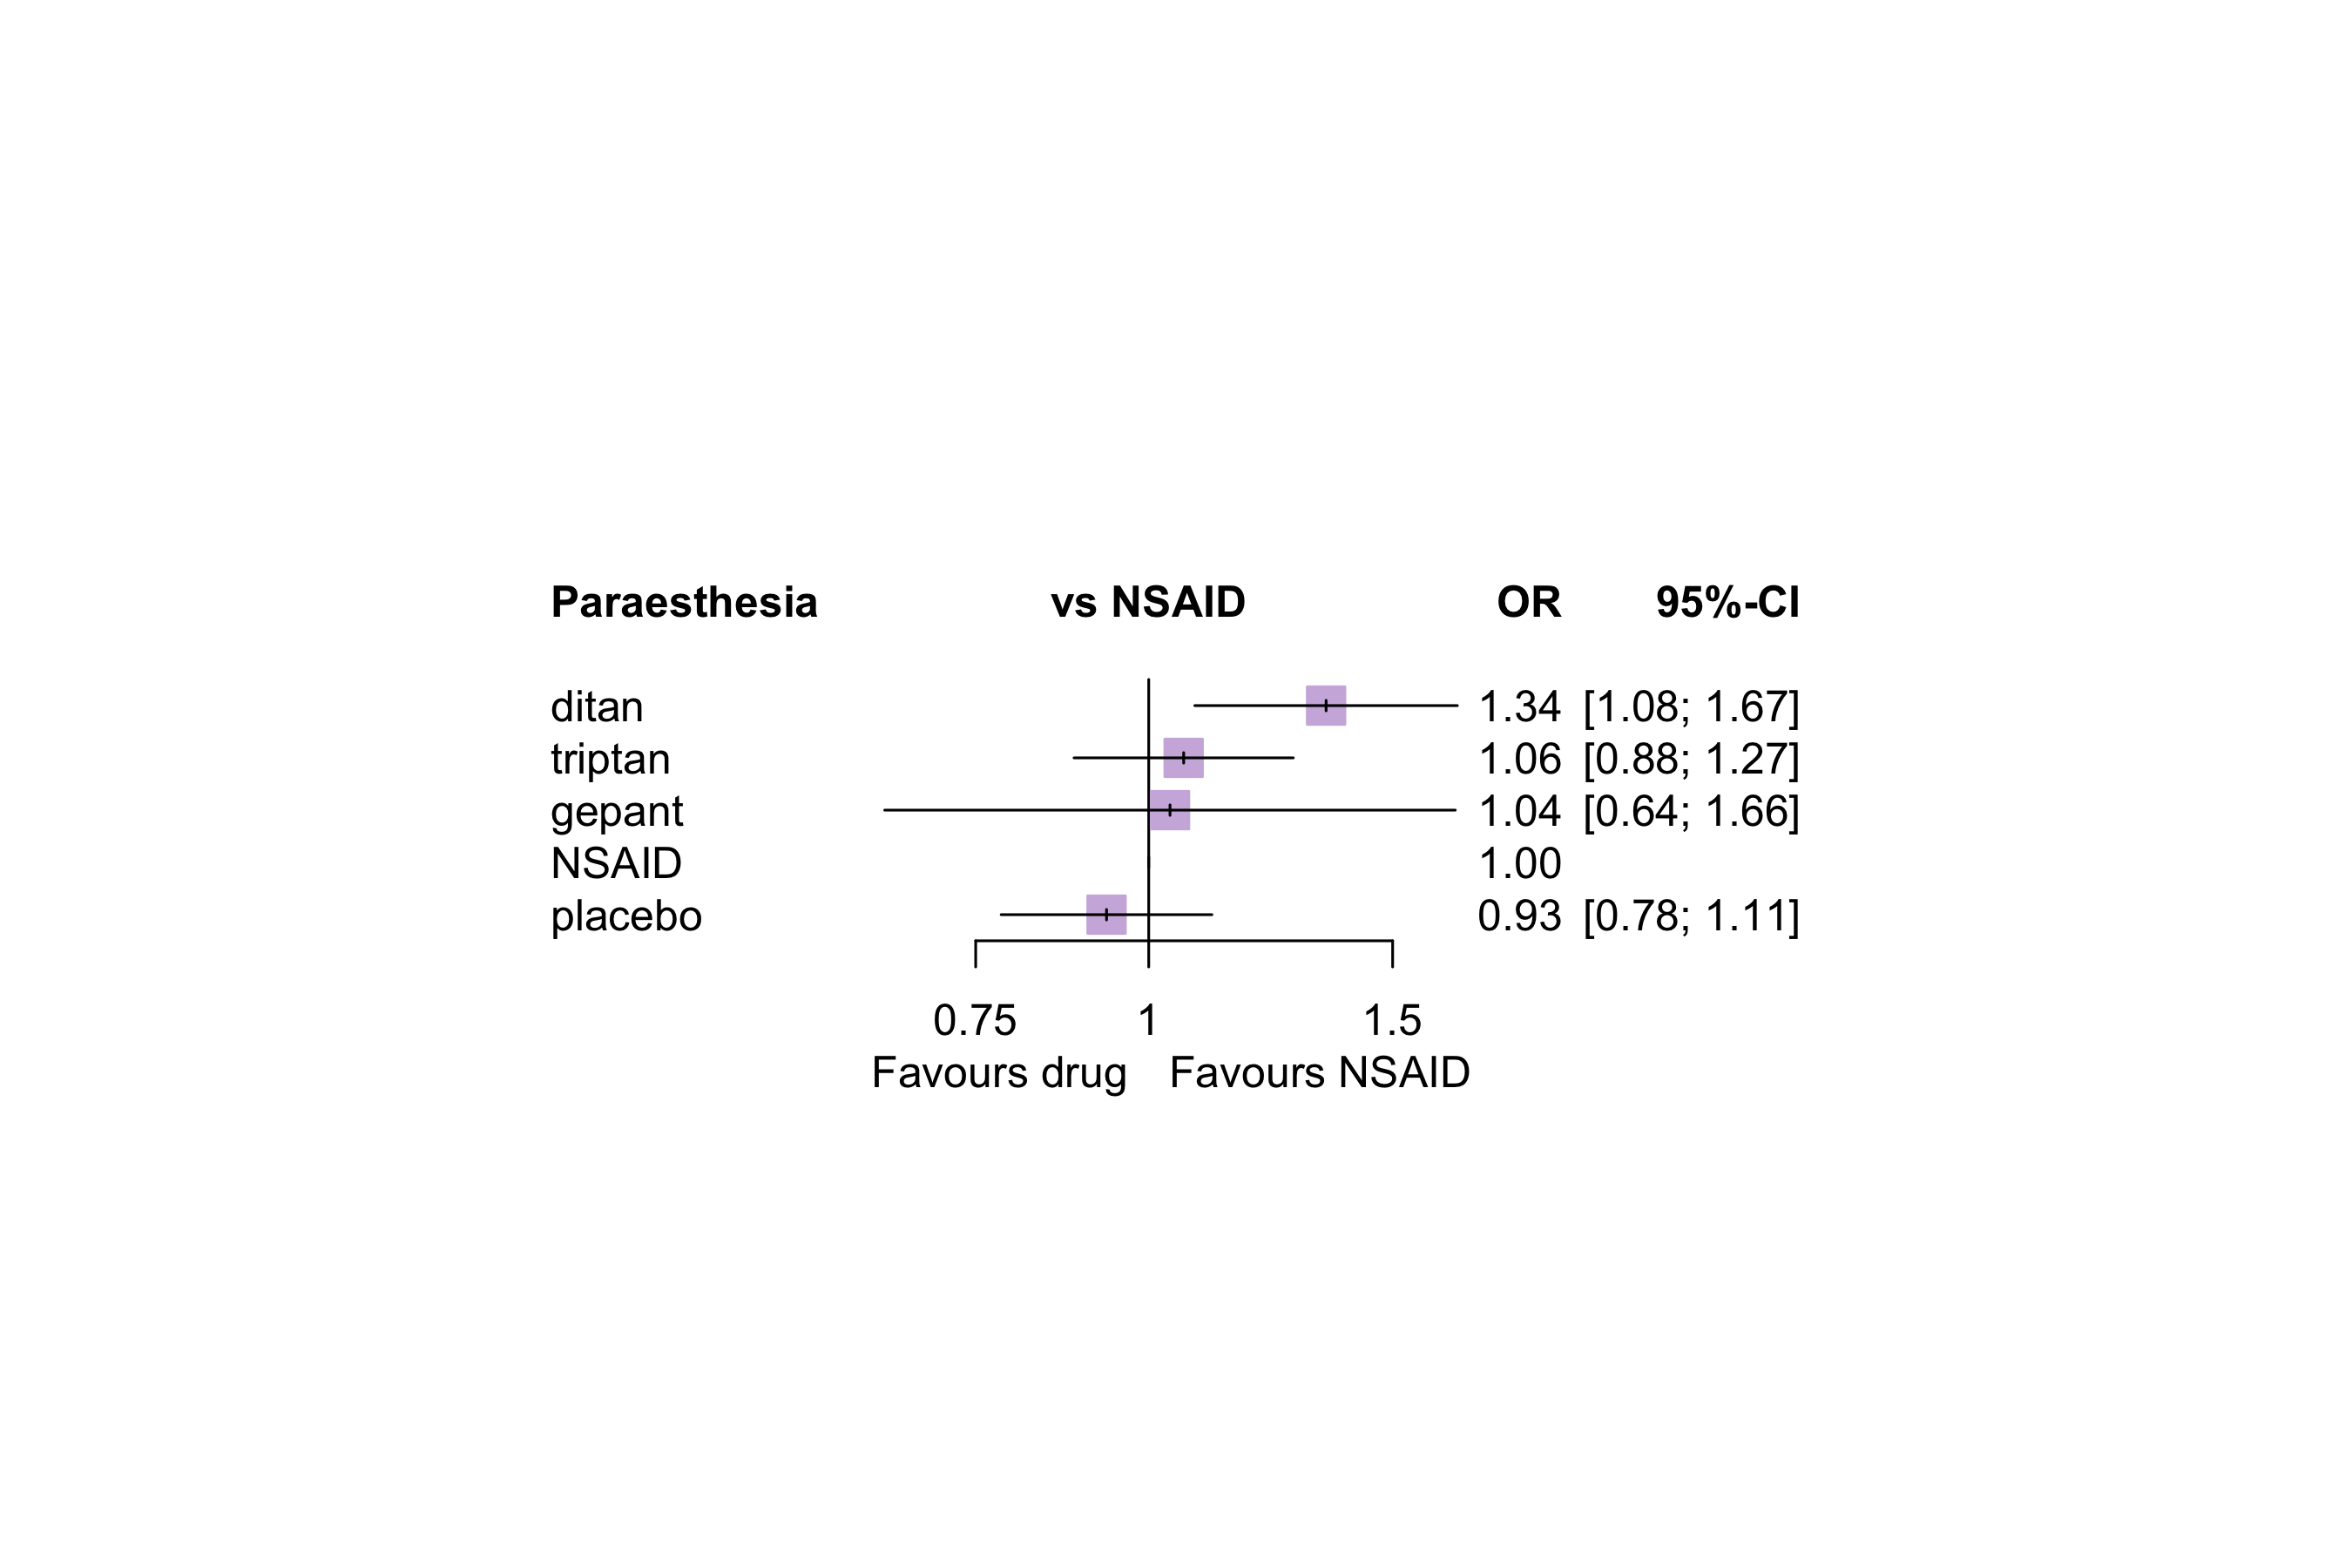 Paraesthesia vs NSAID OR 95%-CI
ditan 1.34 [1.08; 1.67]
triptan 1.06 [0.88; 1.27]
gepant 1.04 [0.64; 1.66]
NSAID 1.00
placebo 0.93 [0.78; 1.11]
0.75 1 1.5
Favours drug Favours NSAID